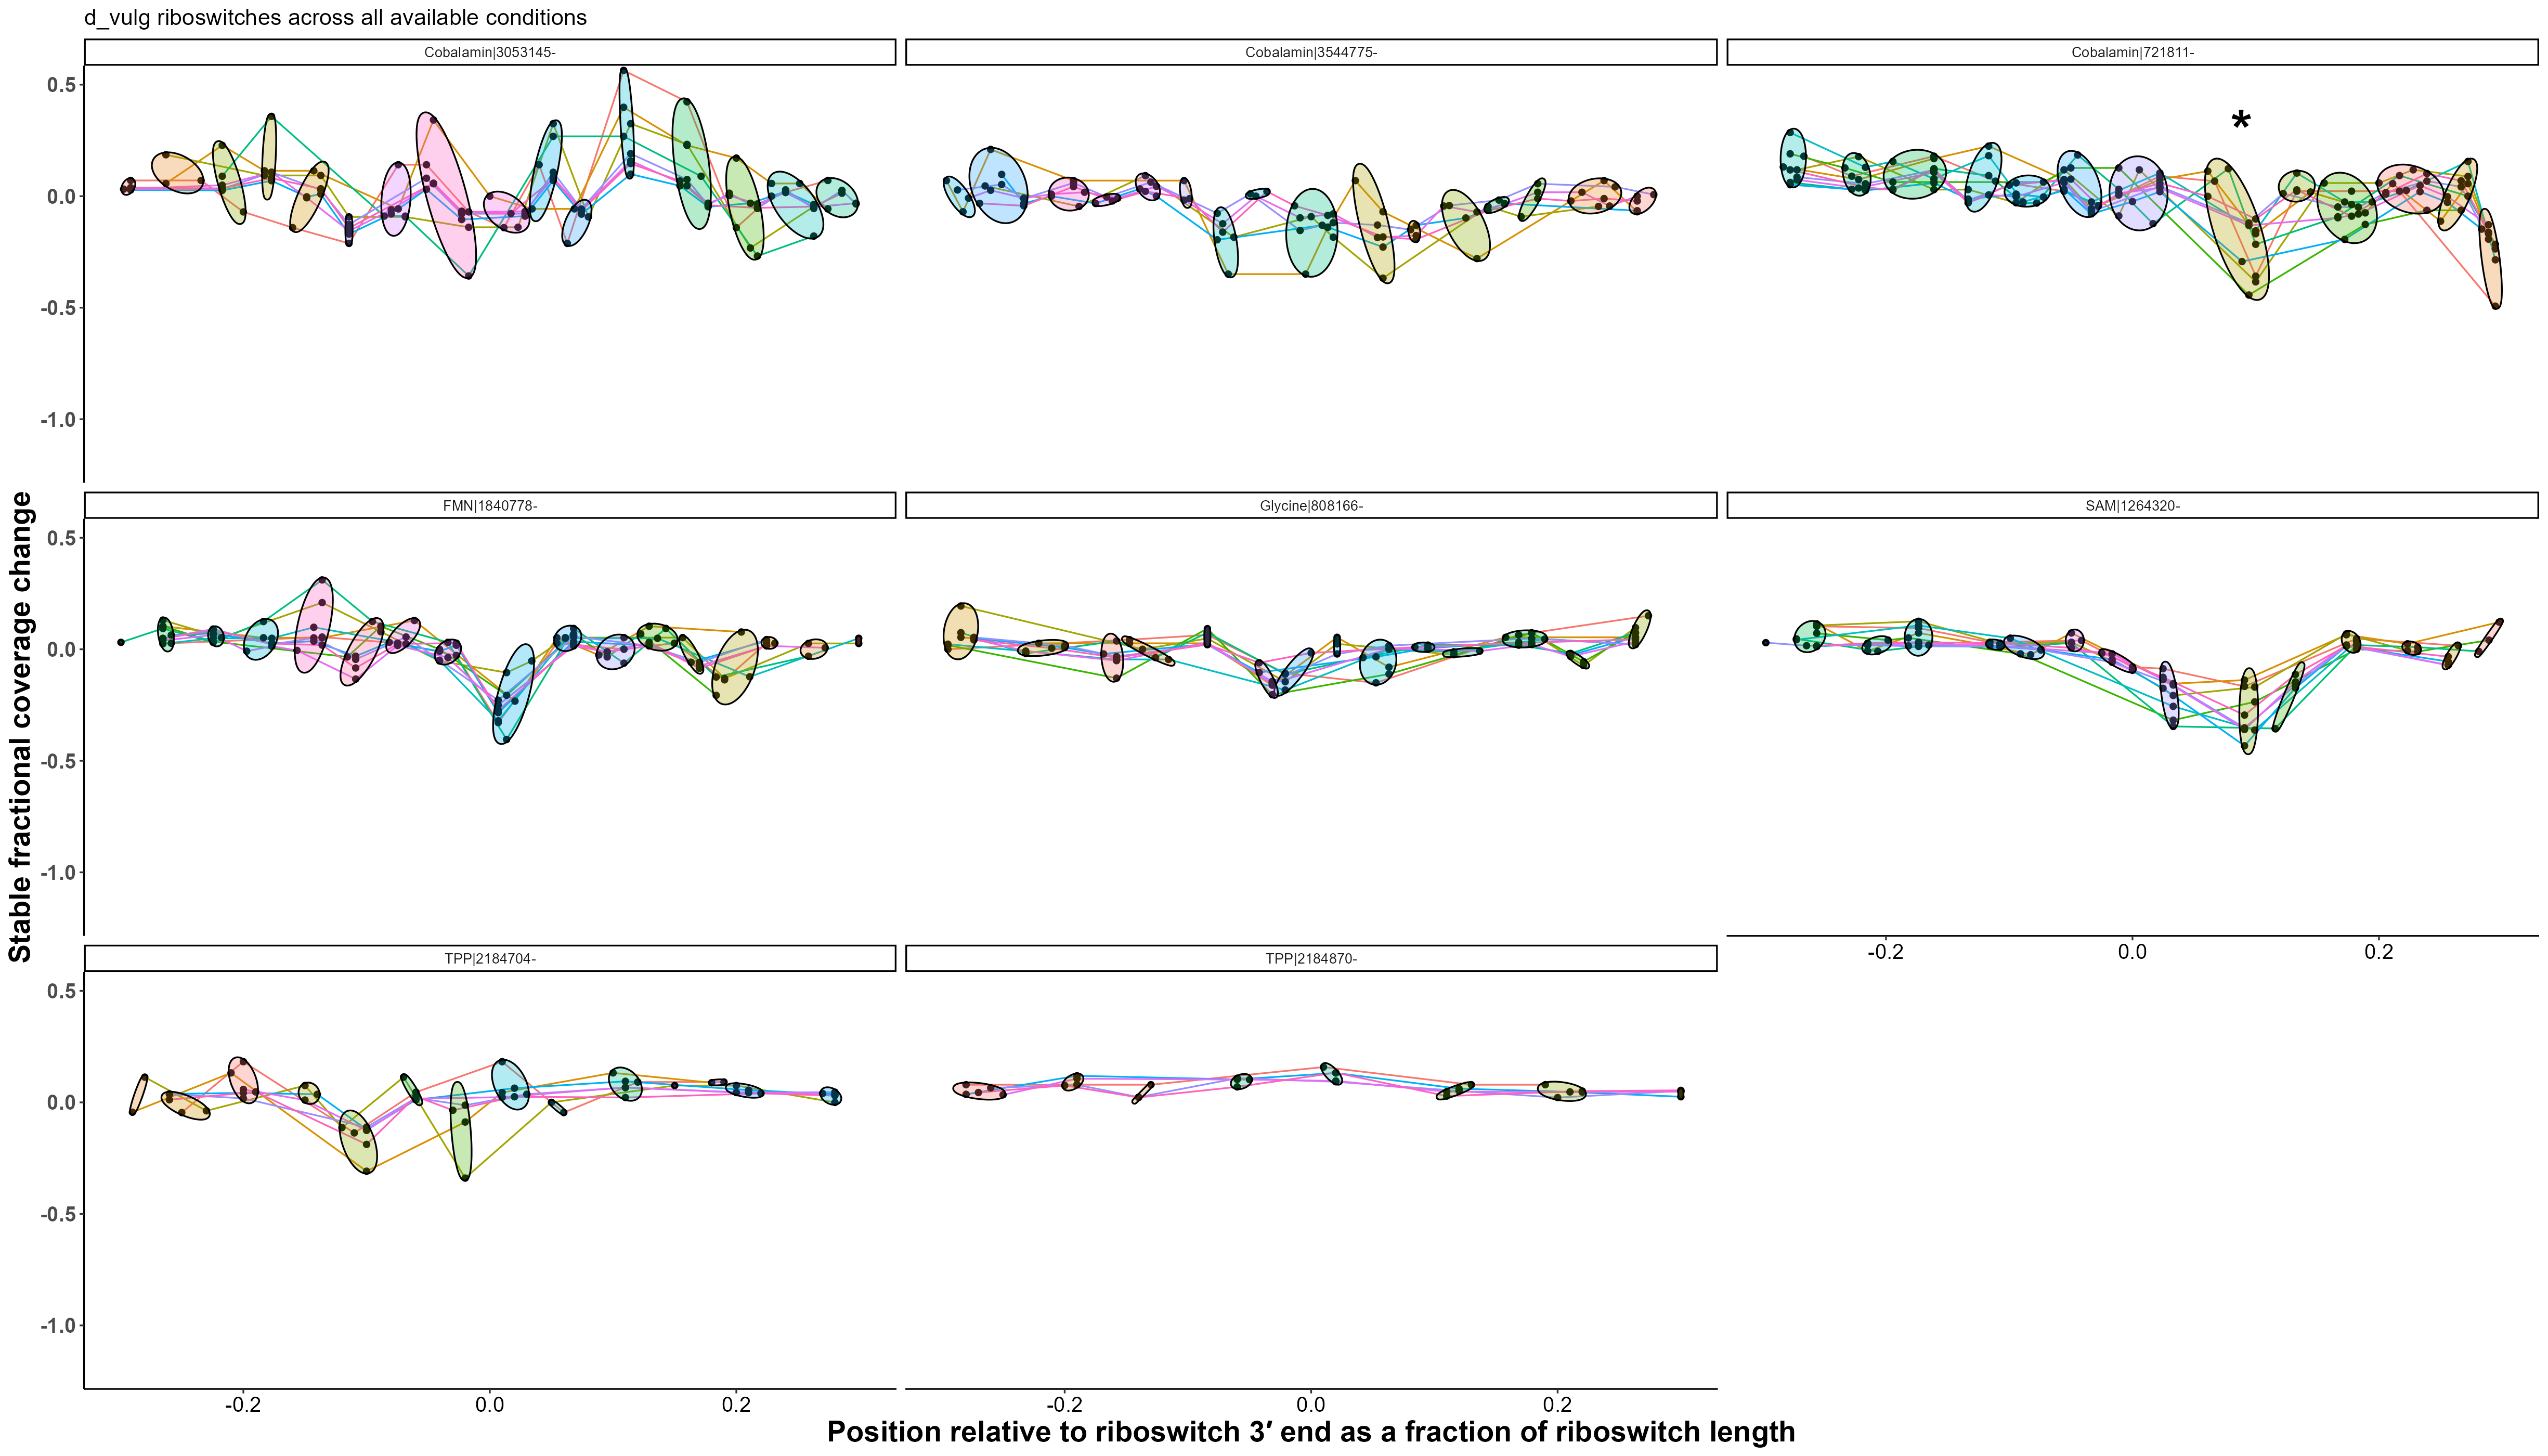 d_vulg riboswitches across all available conditions
Cobalamin|3053145-
Cobalamin|3544775-
Cobalamin|721811-
0.5
0.0
-0.5
-1.0
*
FMN|1840778-
Glycine|808166-
SAM|1264320-
0.5
0.0
-0.5
-1.0
-0.2 0.0 0.2
TPP|2184704-
TPP|2184870-
0.5
0.0
-0.5
-1.0
-0.2 0.0 0.2
-0.2 0.0 0.2
Position relative to riboswitch 3′ end as a fraction of riboswitch length
Stable fractional coverage change